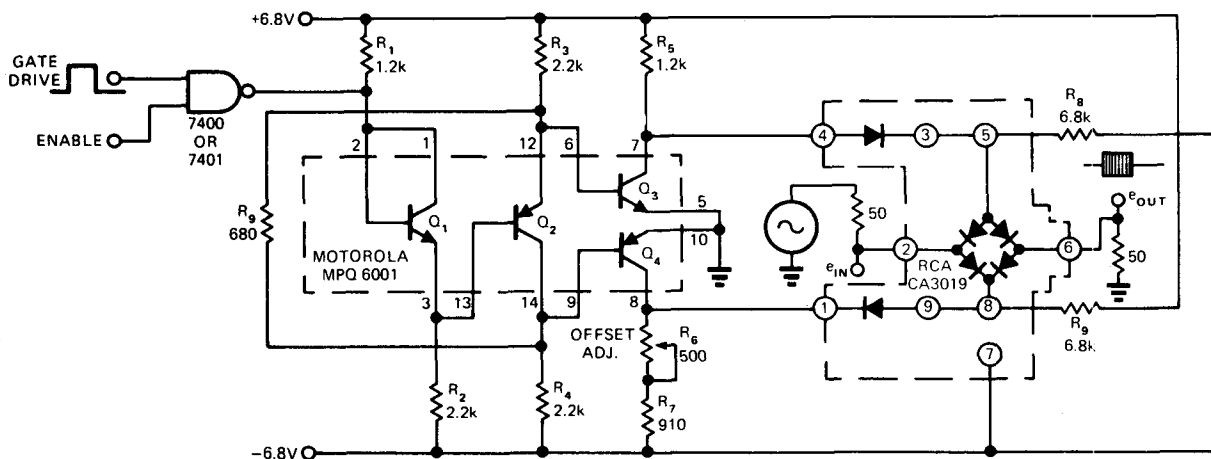 +6.8V
R1
1.2k
R3
2.2k
R5
1.2k
GATE
DRIVE
ENABLE
7400
OR
7401
2
1
12
6
7
4
3
5
R8
6.8k
R9
680
Q1
Q2
Q3
Q4
5
10
MOTOROLA
MPQ 6001
3
13
14
9
8
50
eIN
2
RCA
CA3019
6
eOUT
50
1
9
8
R9
6.8k
7
OFFSET
ADJ.
R6
500
R2
2.2k
R4
2.2k
R7
910
−6.8V